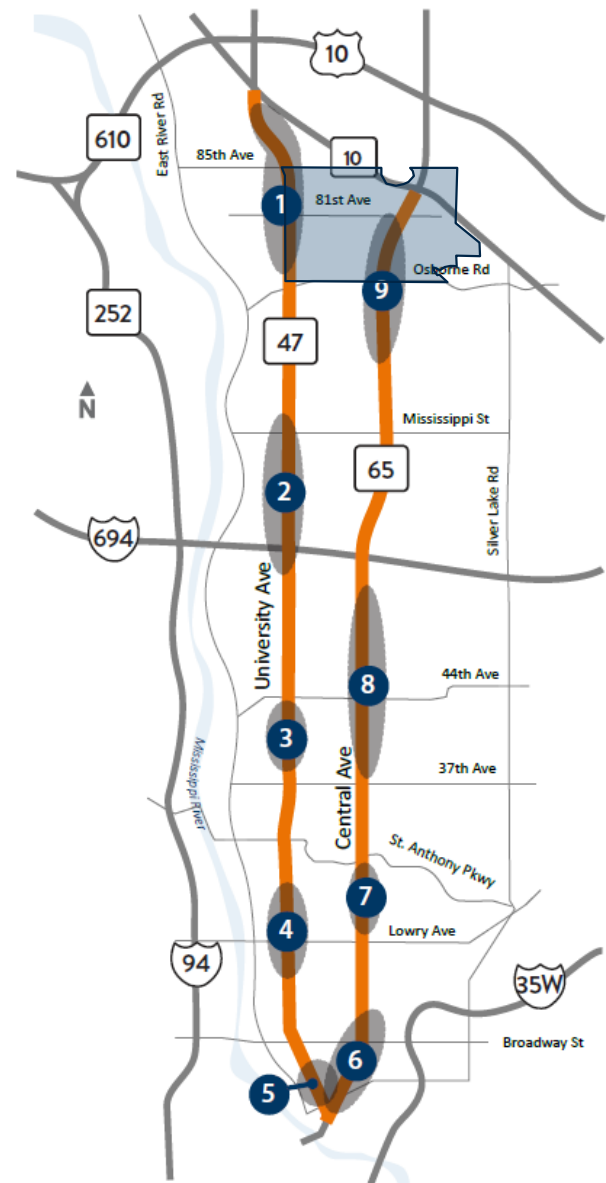 10
610
East River Rd
85th Ave
10
1
81st Ave
Osborne Rd
9
252
47
N
Mississippi St
65
2
Silver Lake Rd
694
University Ave
8
44th Ave
3
Mississippi River
Central Ave
37th Ave
St. Anthony Pkwy
7
4
Lowry Ave
94
35W
Broadway St
6
5